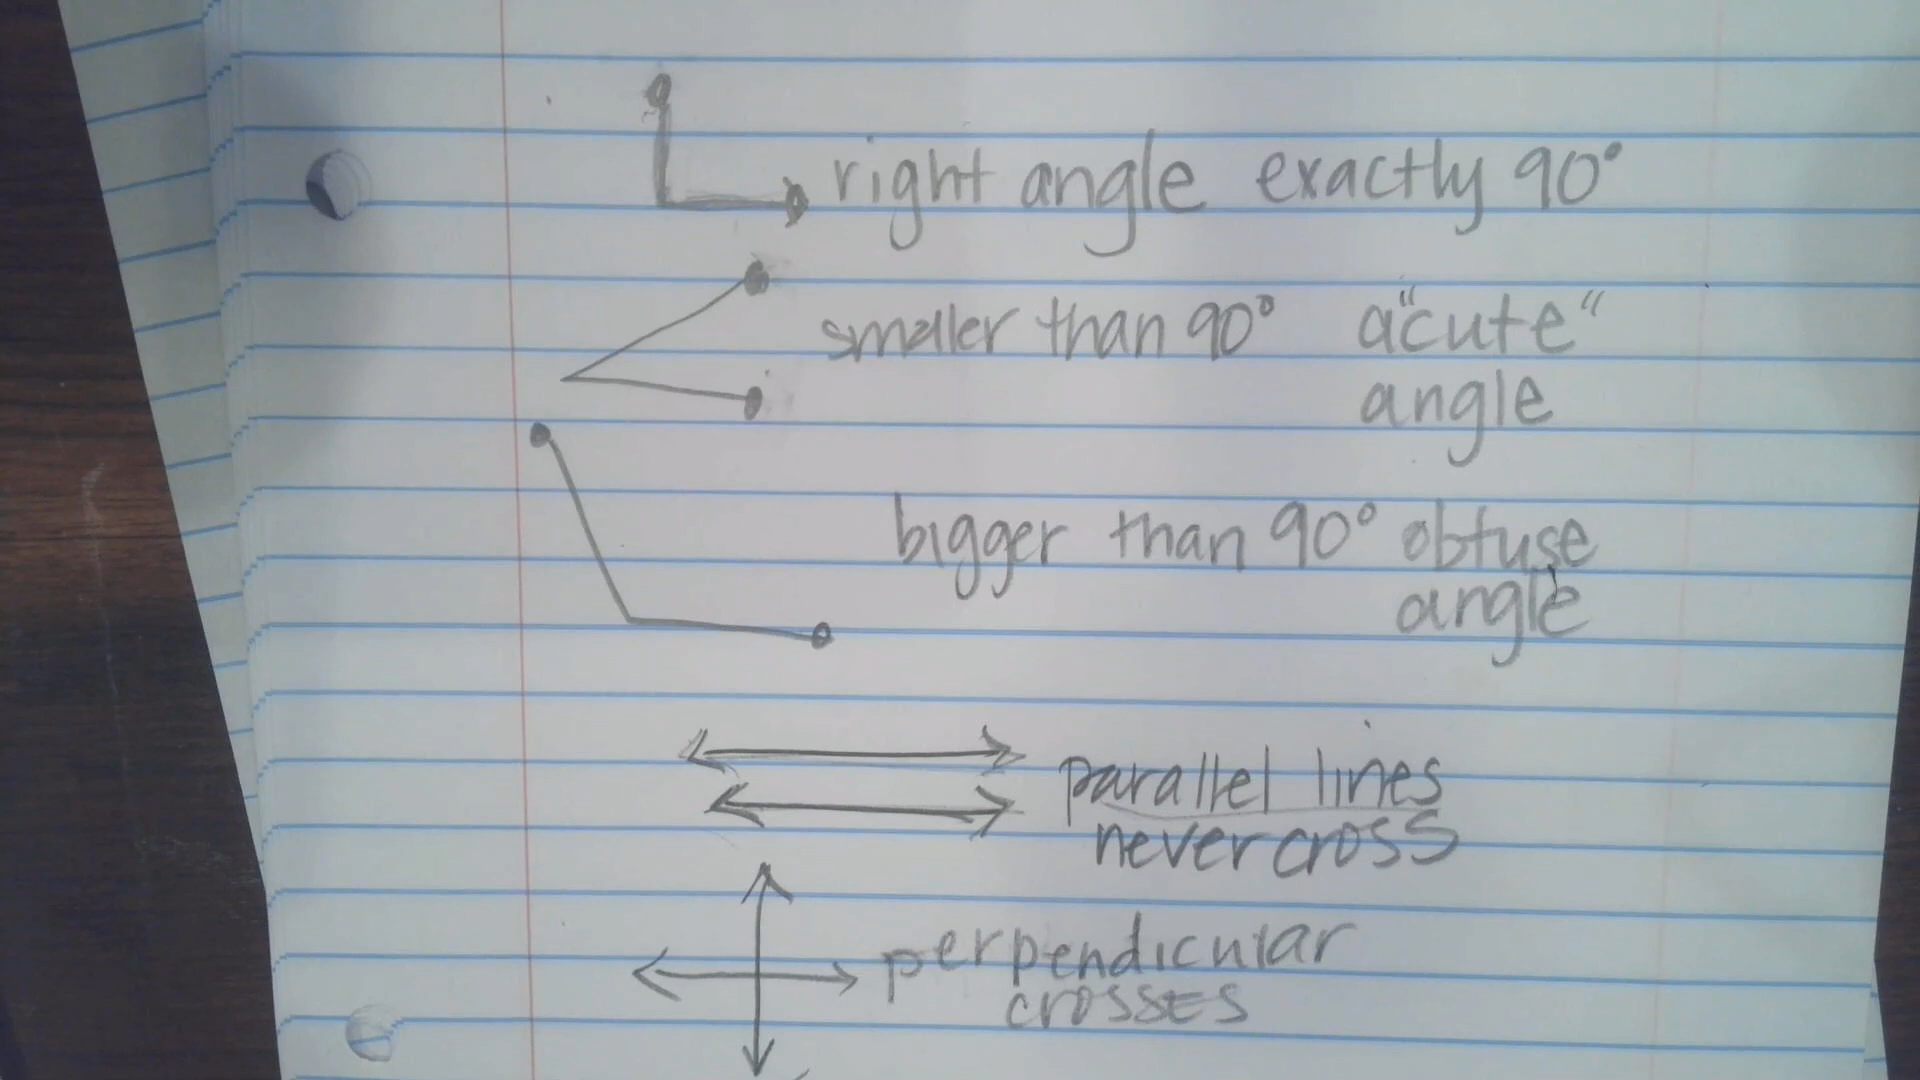 right angle exactly 90°
smaller than 90° a"cute"
angle
bigger than 90° obtuse
angle
parallel lines
never cross
perpendicular
crosses